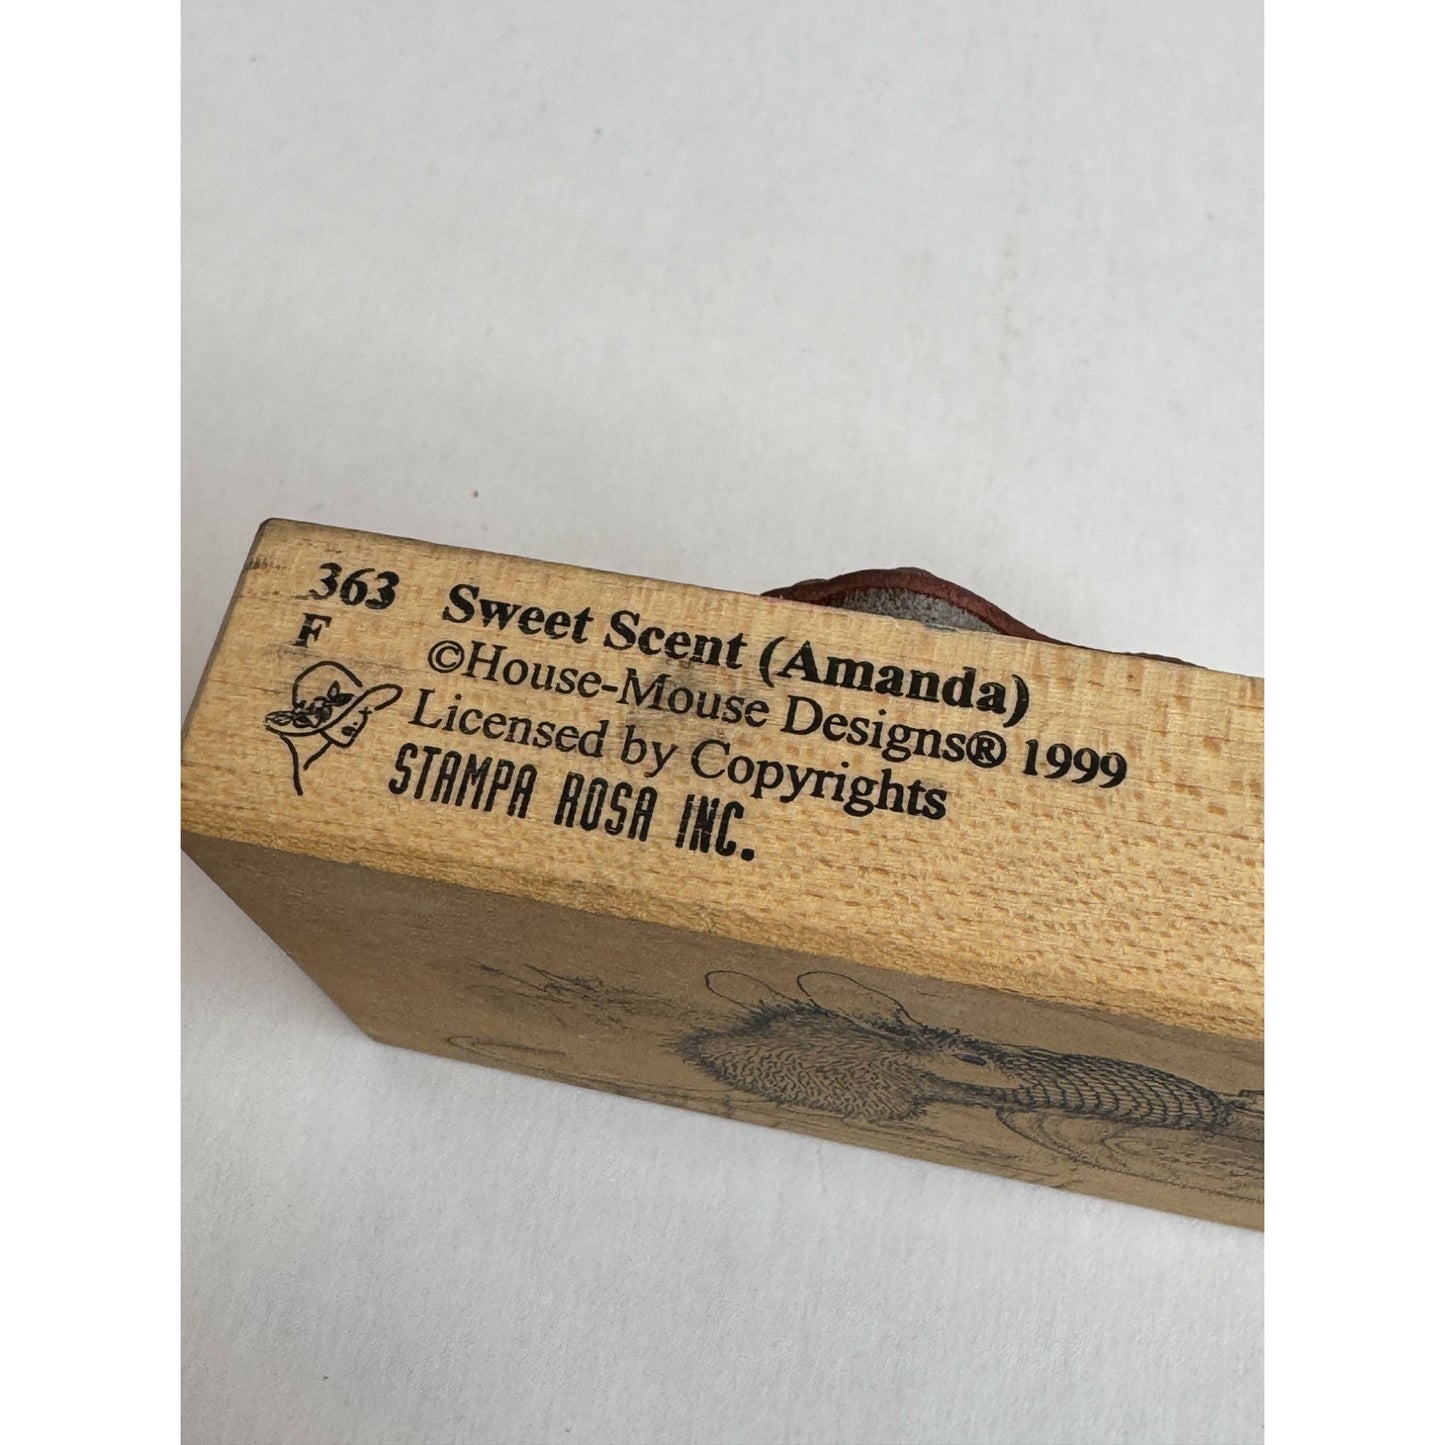 363 Sweet Scent (Amanda)
F ©House-Mouse Designs® 1999
Licensed by Copyrights
STAMPA ROSA INC.